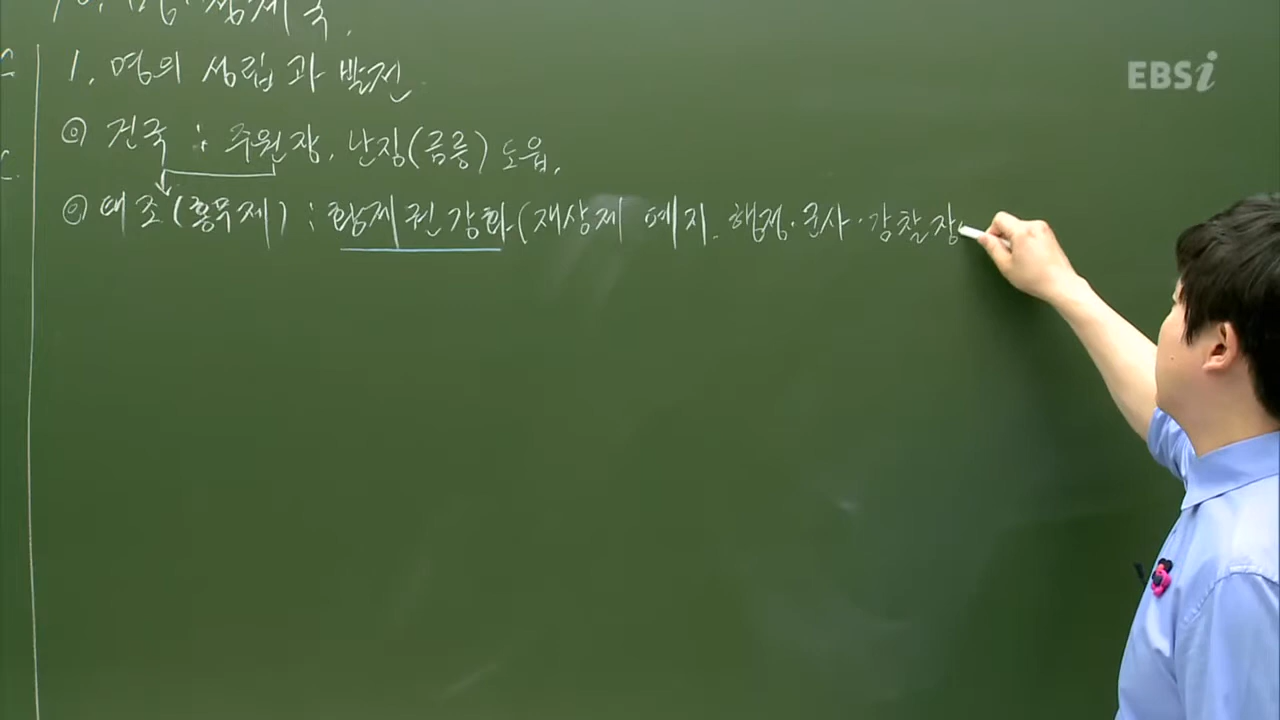 EBSi
1. 명의 성립과 발전
◎ 건국 : 주원장, 난징(금릉) 도읍.
◎ 태조(홍무제) : 황제권 강화(재상제 폐지. 행정·군사·감찰 장